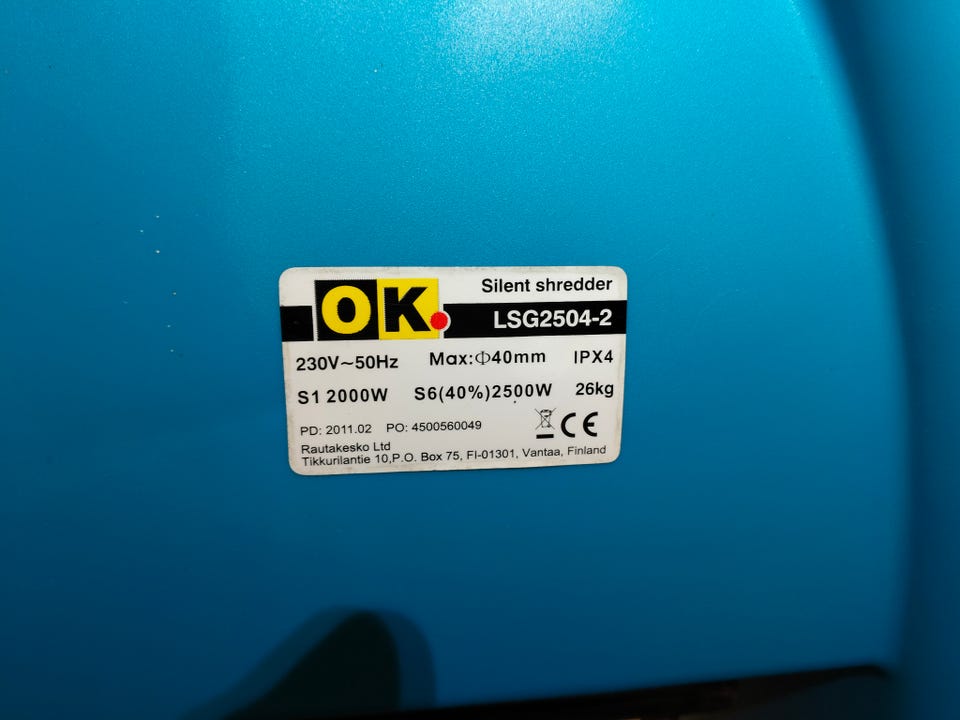 OK.
Silent shredder
LSG2504-2
230V~50Hz Max:Φ40mm IPX4
S1 2000W S6(40%)2500W 26kg
PD: 2011.02 PO: 4500560049
CE
Rautakesko Ltd
Tikkurilantie 10,P.O. Box 75, FI-01301, Vantaa, Finland